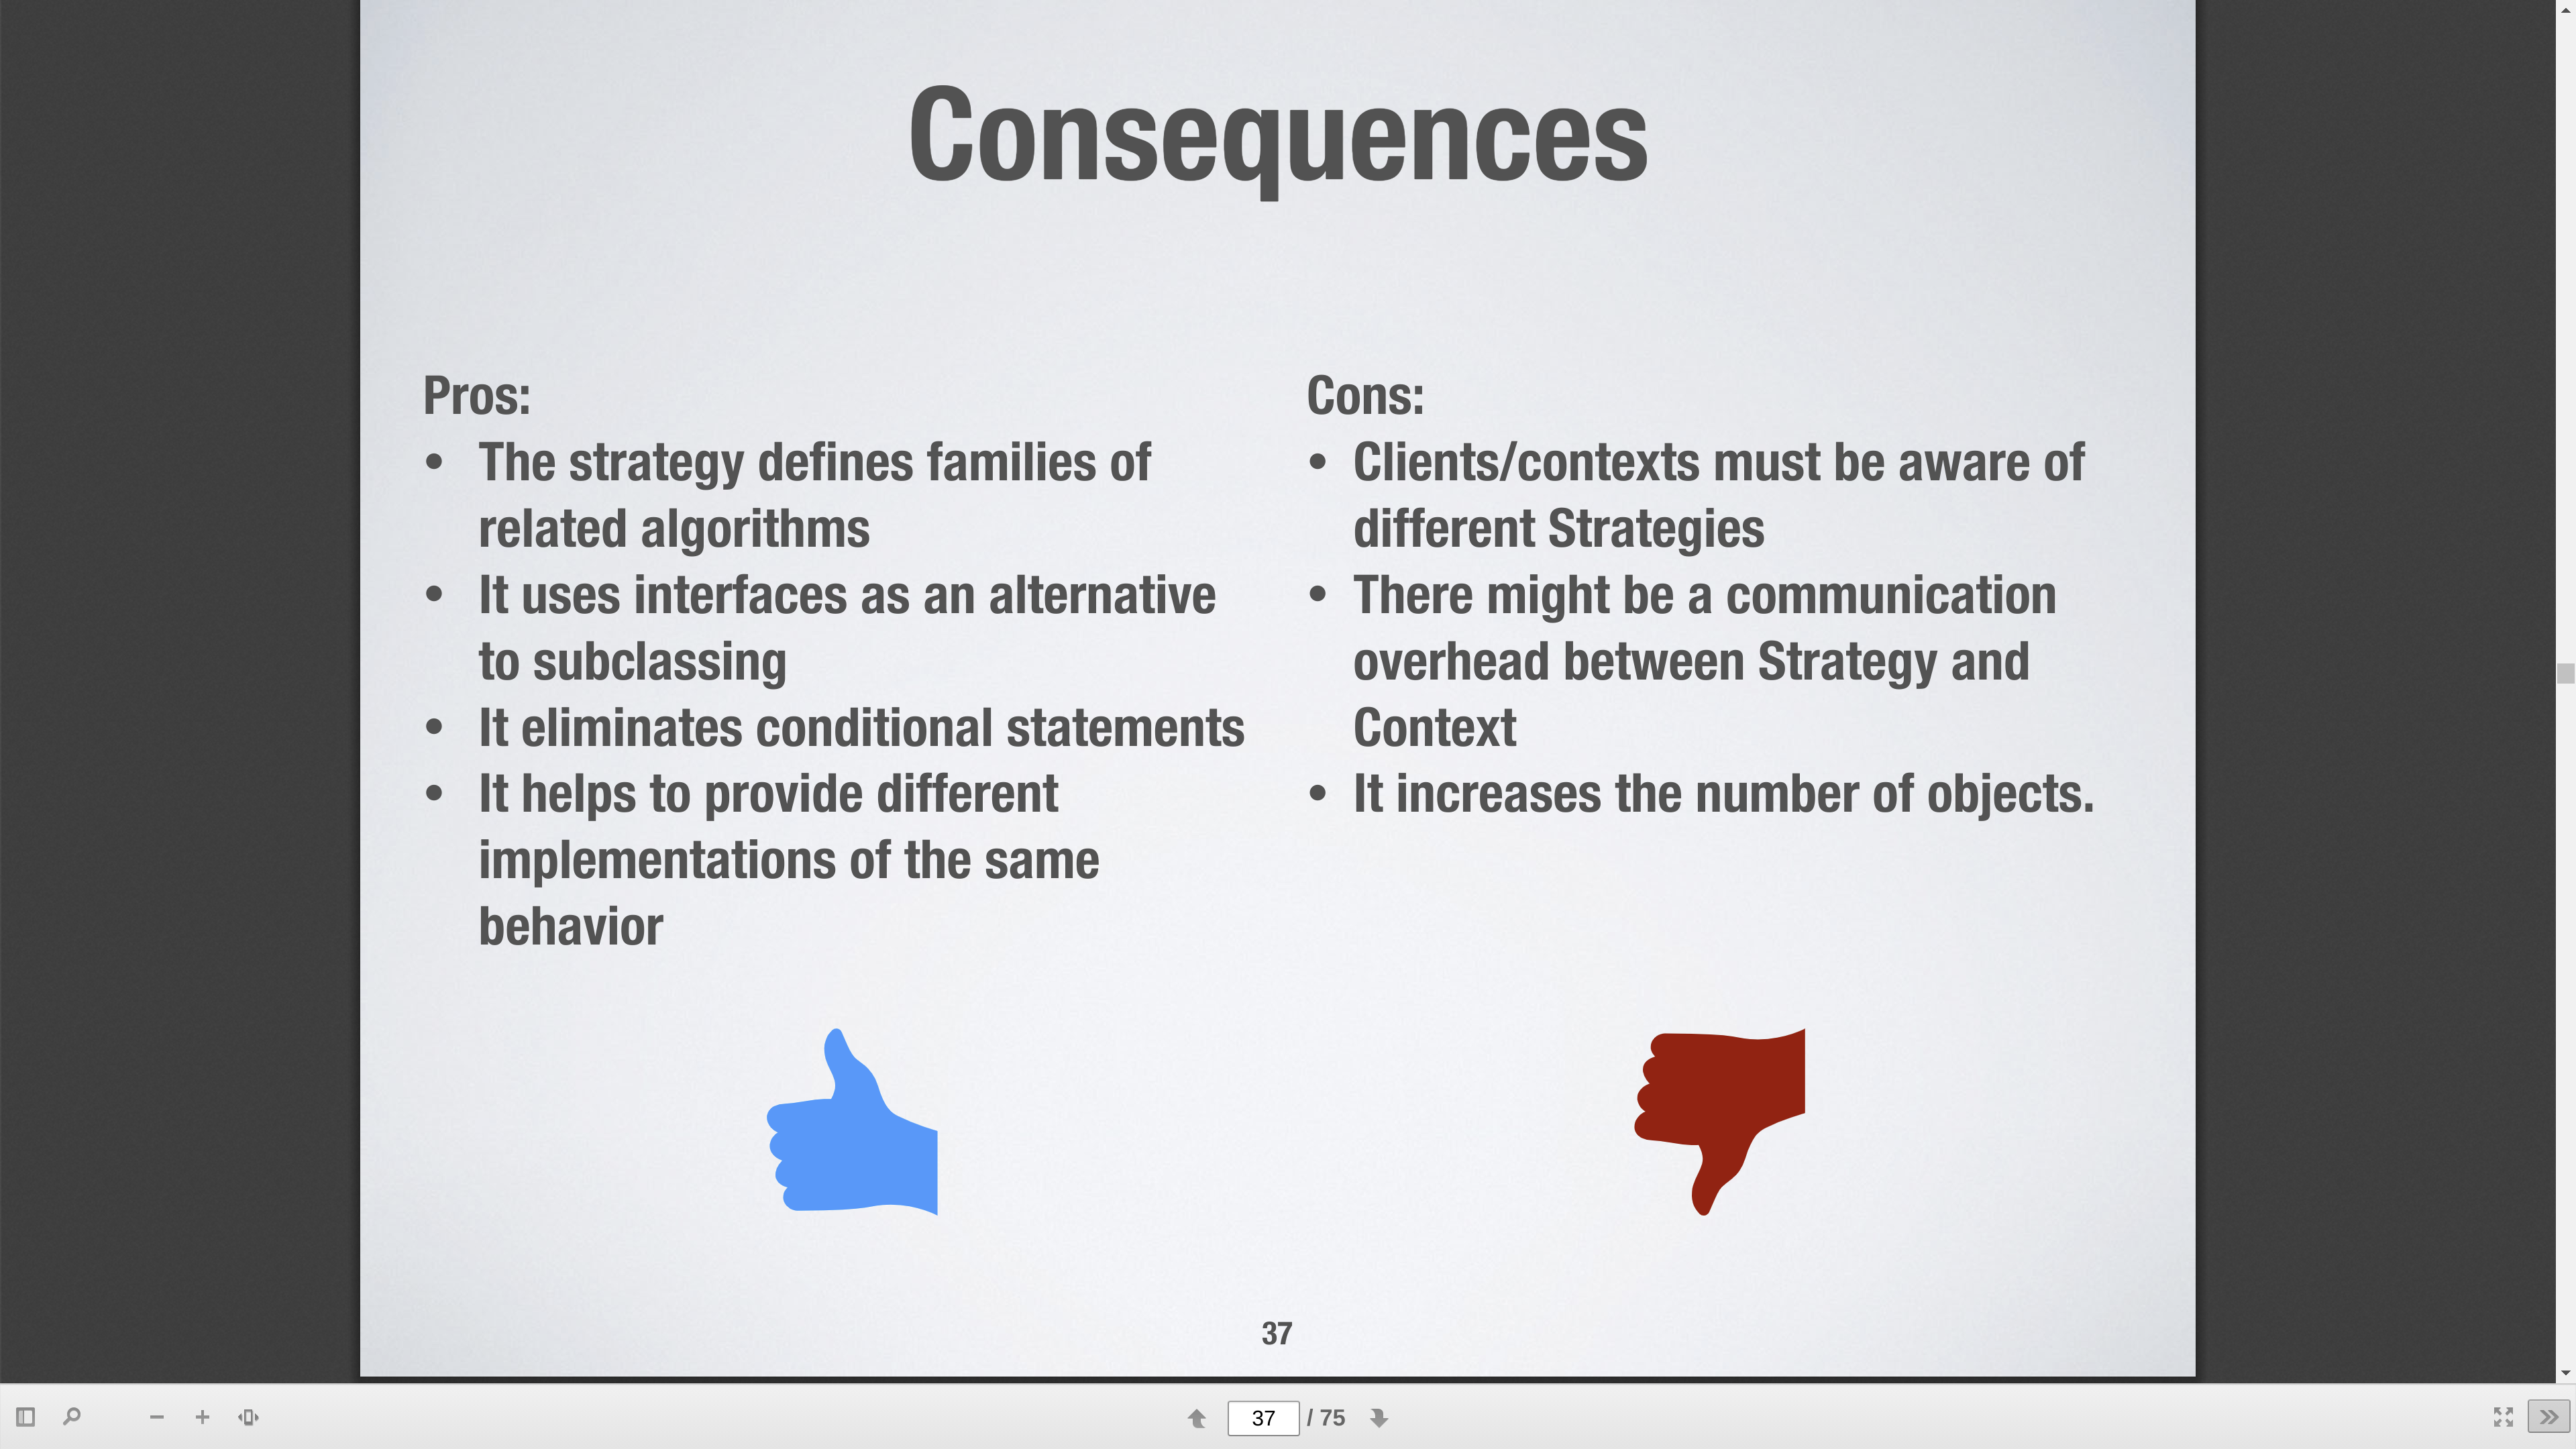 Consequences
Pros:
• The strategy defines families of
related algorithms
• It uses interfaces as an alternative
to subclassing
• It eliminates conditional statements
• It helps to provide different
implementations of the same
behavior
Cons:
• Clients/contexts must be aware of
different Strategies
• There might be a communication
overhead between Strategy and
Context
• It increases the number of objects.
37
37 / 75